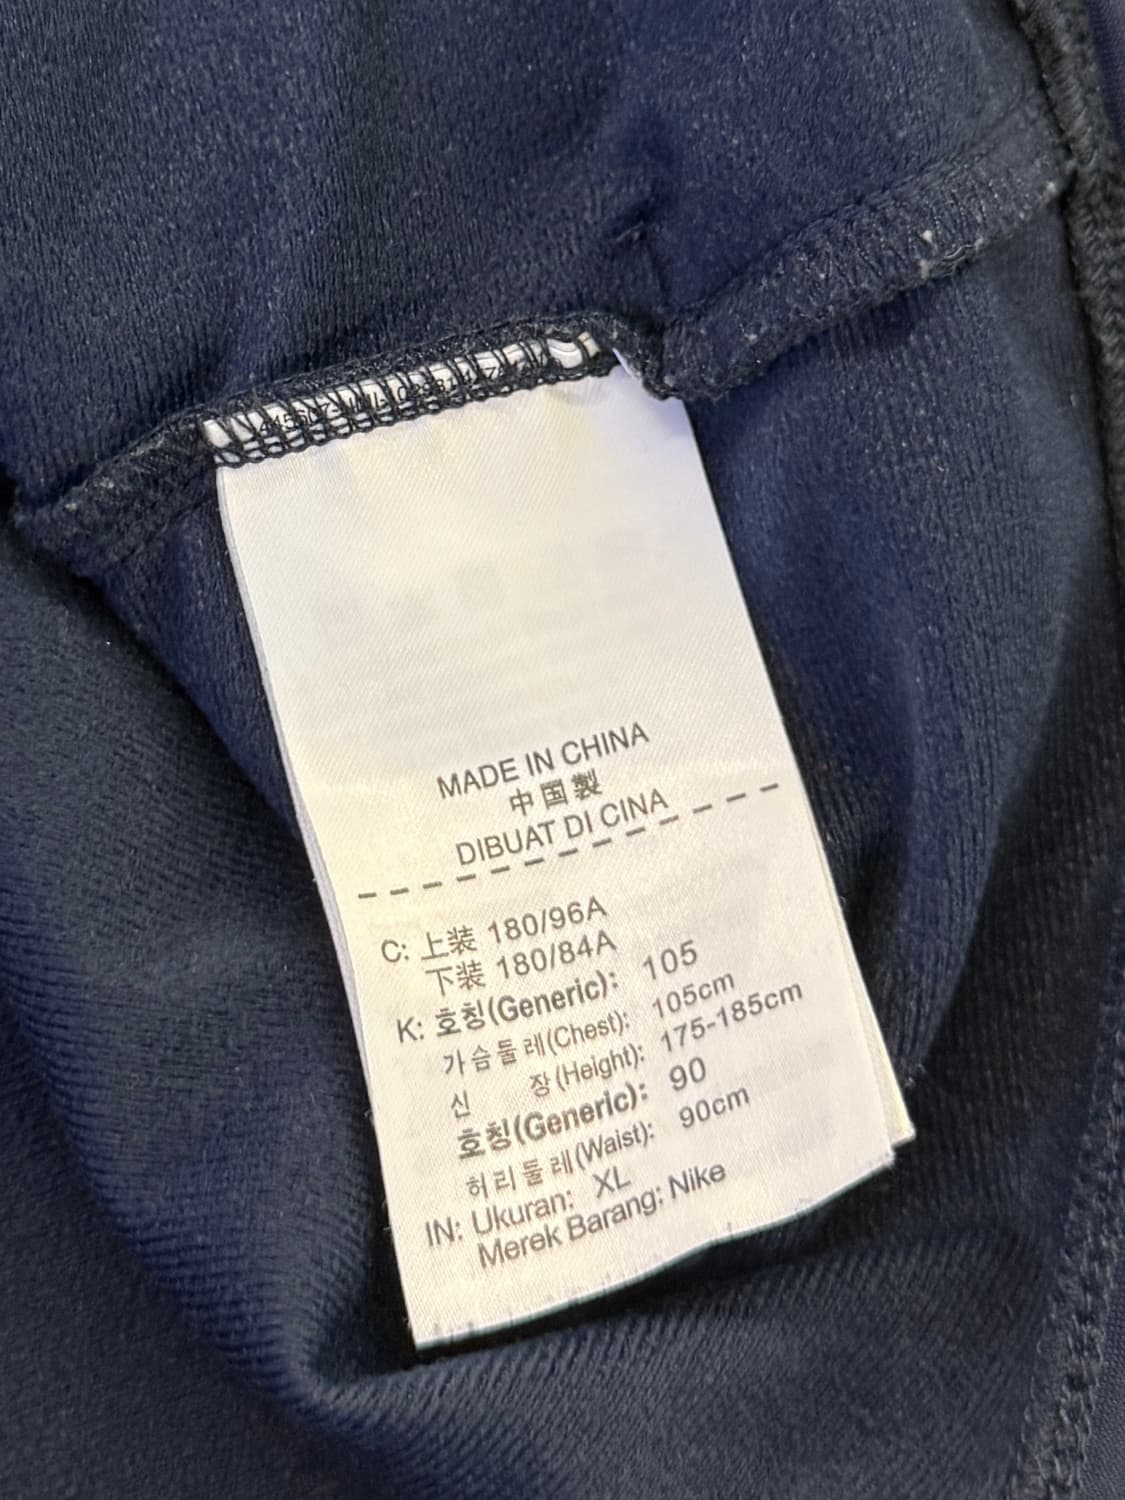 MADE IN CHINA
中国製
DIBUAT DI CINA
C: 上装 180/96A
下装 180/84A
K: 호칭(Generic): 105
가슴둘레(Chest): 105cm
신 장(Height): 175-185cm
호칭(Generic): 90
허리둘레(Waist): 90cm
IN: Ukuran: XL
Merek Barang: Nike